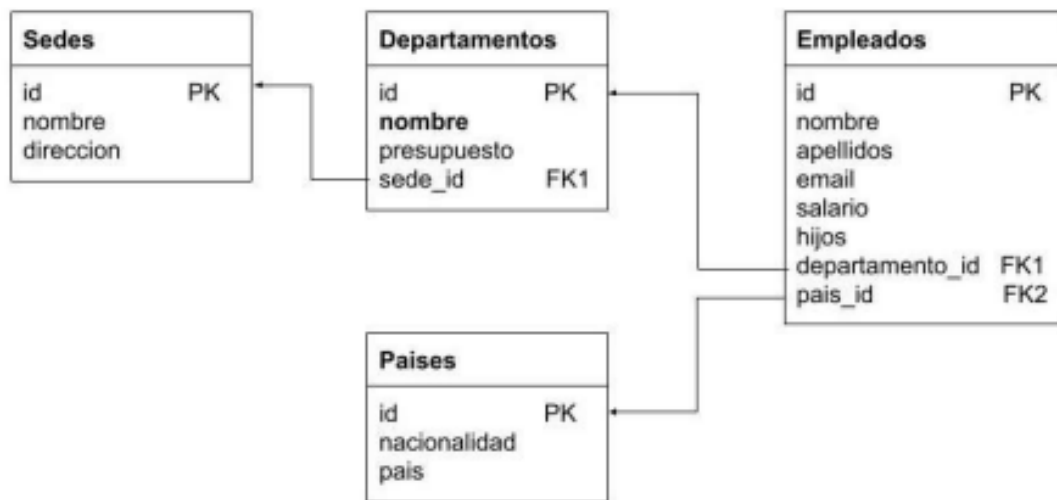 Sedes
id PK
nombre
direccion
Departamentos
id PK
nombre
presupuesto
sede_id FK1
Empleados
id PK
nombre
apellidos
email
salario
hijos
departamento_id FK1
pais_id FK2
Paises
id PK
nacionalidad
pais